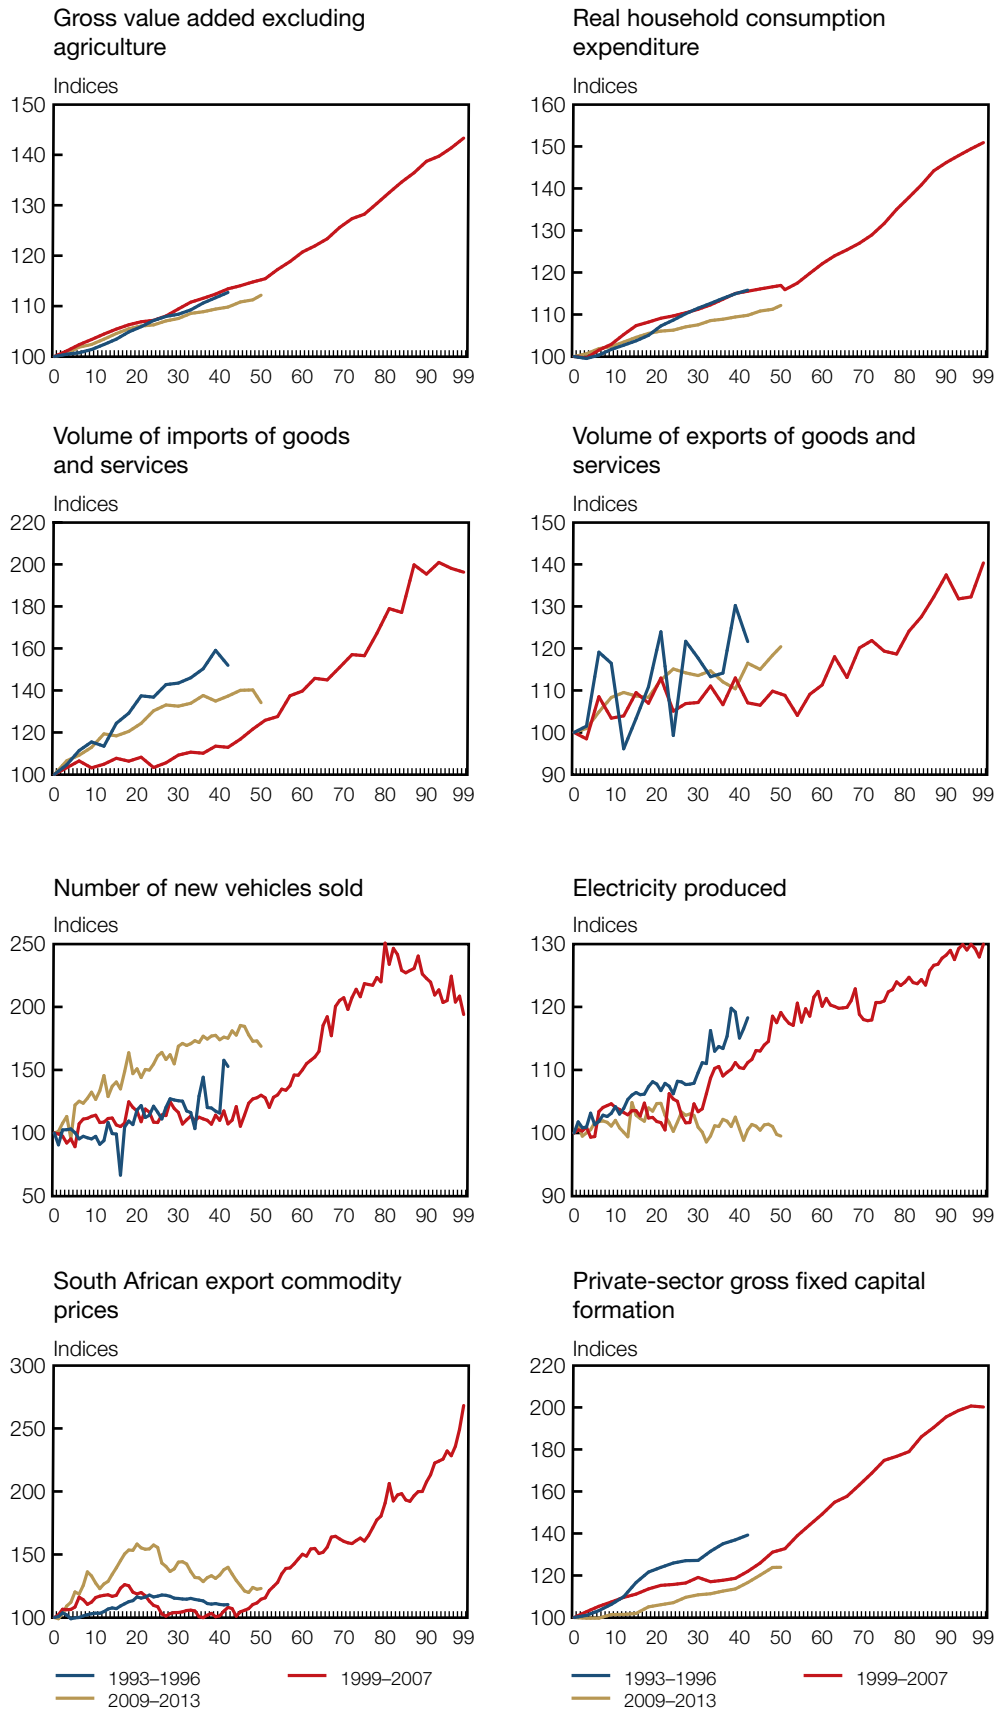 Gross value added excluding
agriculture
Indices
150
140
130
120
110
100
0 10 20 30 40 50 60 70 80 90 99
Real household consumption
expenditure
Indices
160
150
140
130
120
110
100
0 10 20 30 40 50 60 70 80 90 99
Volume of imports of goods
and services
Indices
220
200
180
160
140
120
100
0 10 20 30 40 50 60 70 80 90 99
Volume of exports of goods and
services
Indices
150
140
130
120
110
100
90
0 10 20 30 40 50 60 70 80 90 99
Number of new vehicles sold
Indices
250
200
150
100
50
0 10 20 30 40 50 60 70 80 90 99
Electricity produced
Indices
130
120
110
100
90
0 10 20 30 40 50 60 70 80 90 99
South African export commodity
prices
Indices
300
250
200
150
100
0 10 20 30 40 50 60 70 80 90 99
Private-sector gross fixed capital
formation
Indices
220
200
180
160
140
120
100
0 10 20 30 40 50 60 70 80 90 99
1993–1996 1999–2007
2009–2013
1993–1996 1999–2007
2009–2013